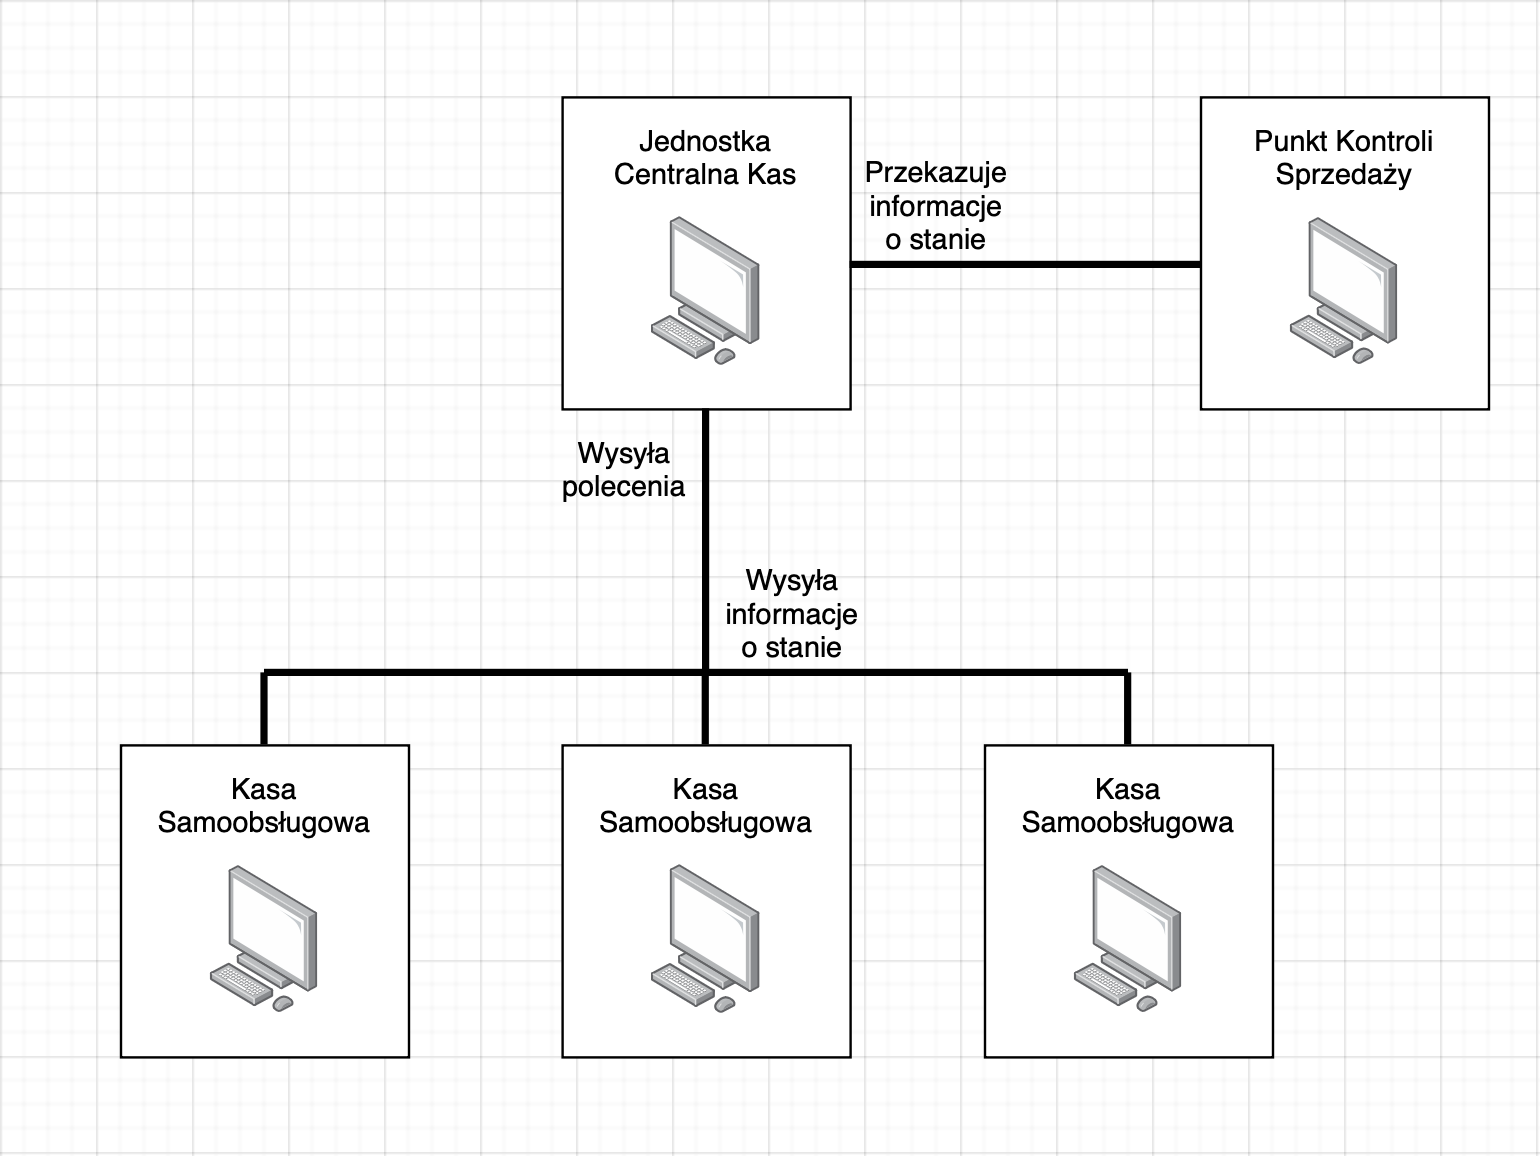 Jednostka
Centralna Kas
Punkt Kontroli
Sprzedaży
Przekazuje
informacje
o stanie
Wysyła
polecenia
Wysyła
informacje
o stanie
Kasa
Samoobsługowa
Kasa
Samoobsługowa
Kasa
Samoobsługowa